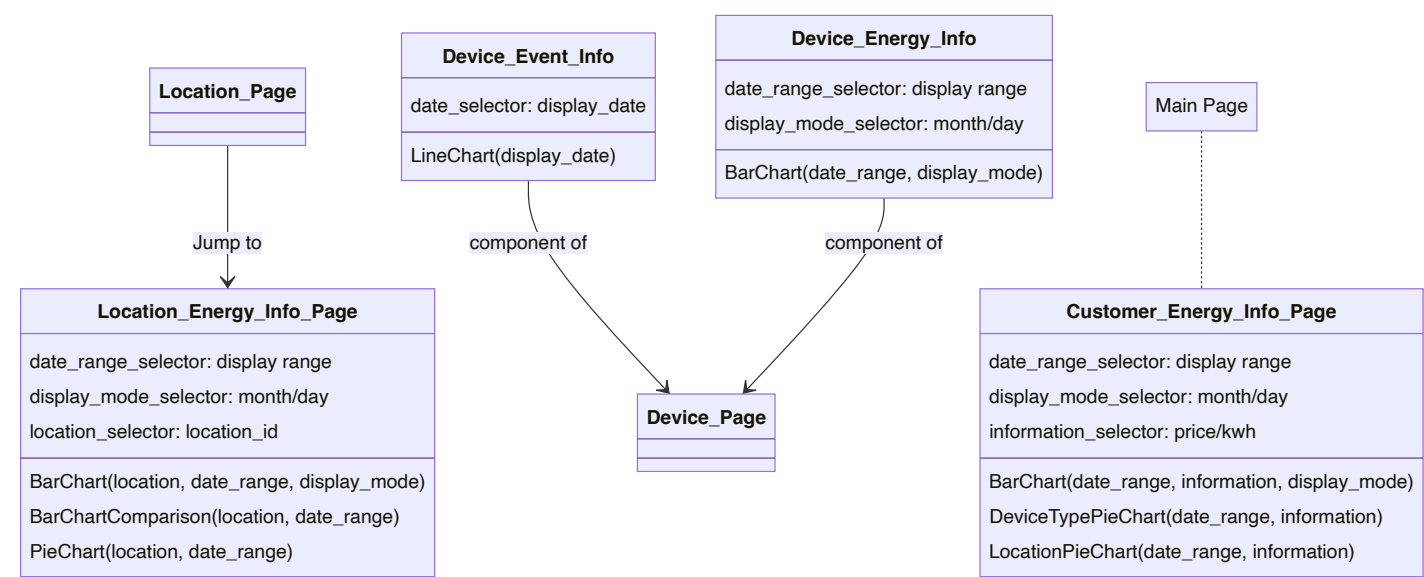 Location_Page
Jump to
Location_Energy_Info_Page
date_range_selector: display range
display_mode_selector: month/day
location_selector: location_id
BarChart(location, date_range, display_mode)
BarChartComparison(location, date_range)
PieChart(location, date_range)
Device_Event_Info
date_selector: display_date
LineChart(display_date)
component of
Device_Energy_Info
date_range_selector: display range
display_mode_selector: month/day
BarChart(date_range, display_mode)
component of
Device_Page
Main Page
Customer_Energy_Info_Page
date_range_selector: display range
display_mode_selector: month/day
information_selector: price/kwh
BarChart(date_range, information, display_mode)
DeviceTypePieChart(date_range, information)
LocationPieChart(date_range, information)